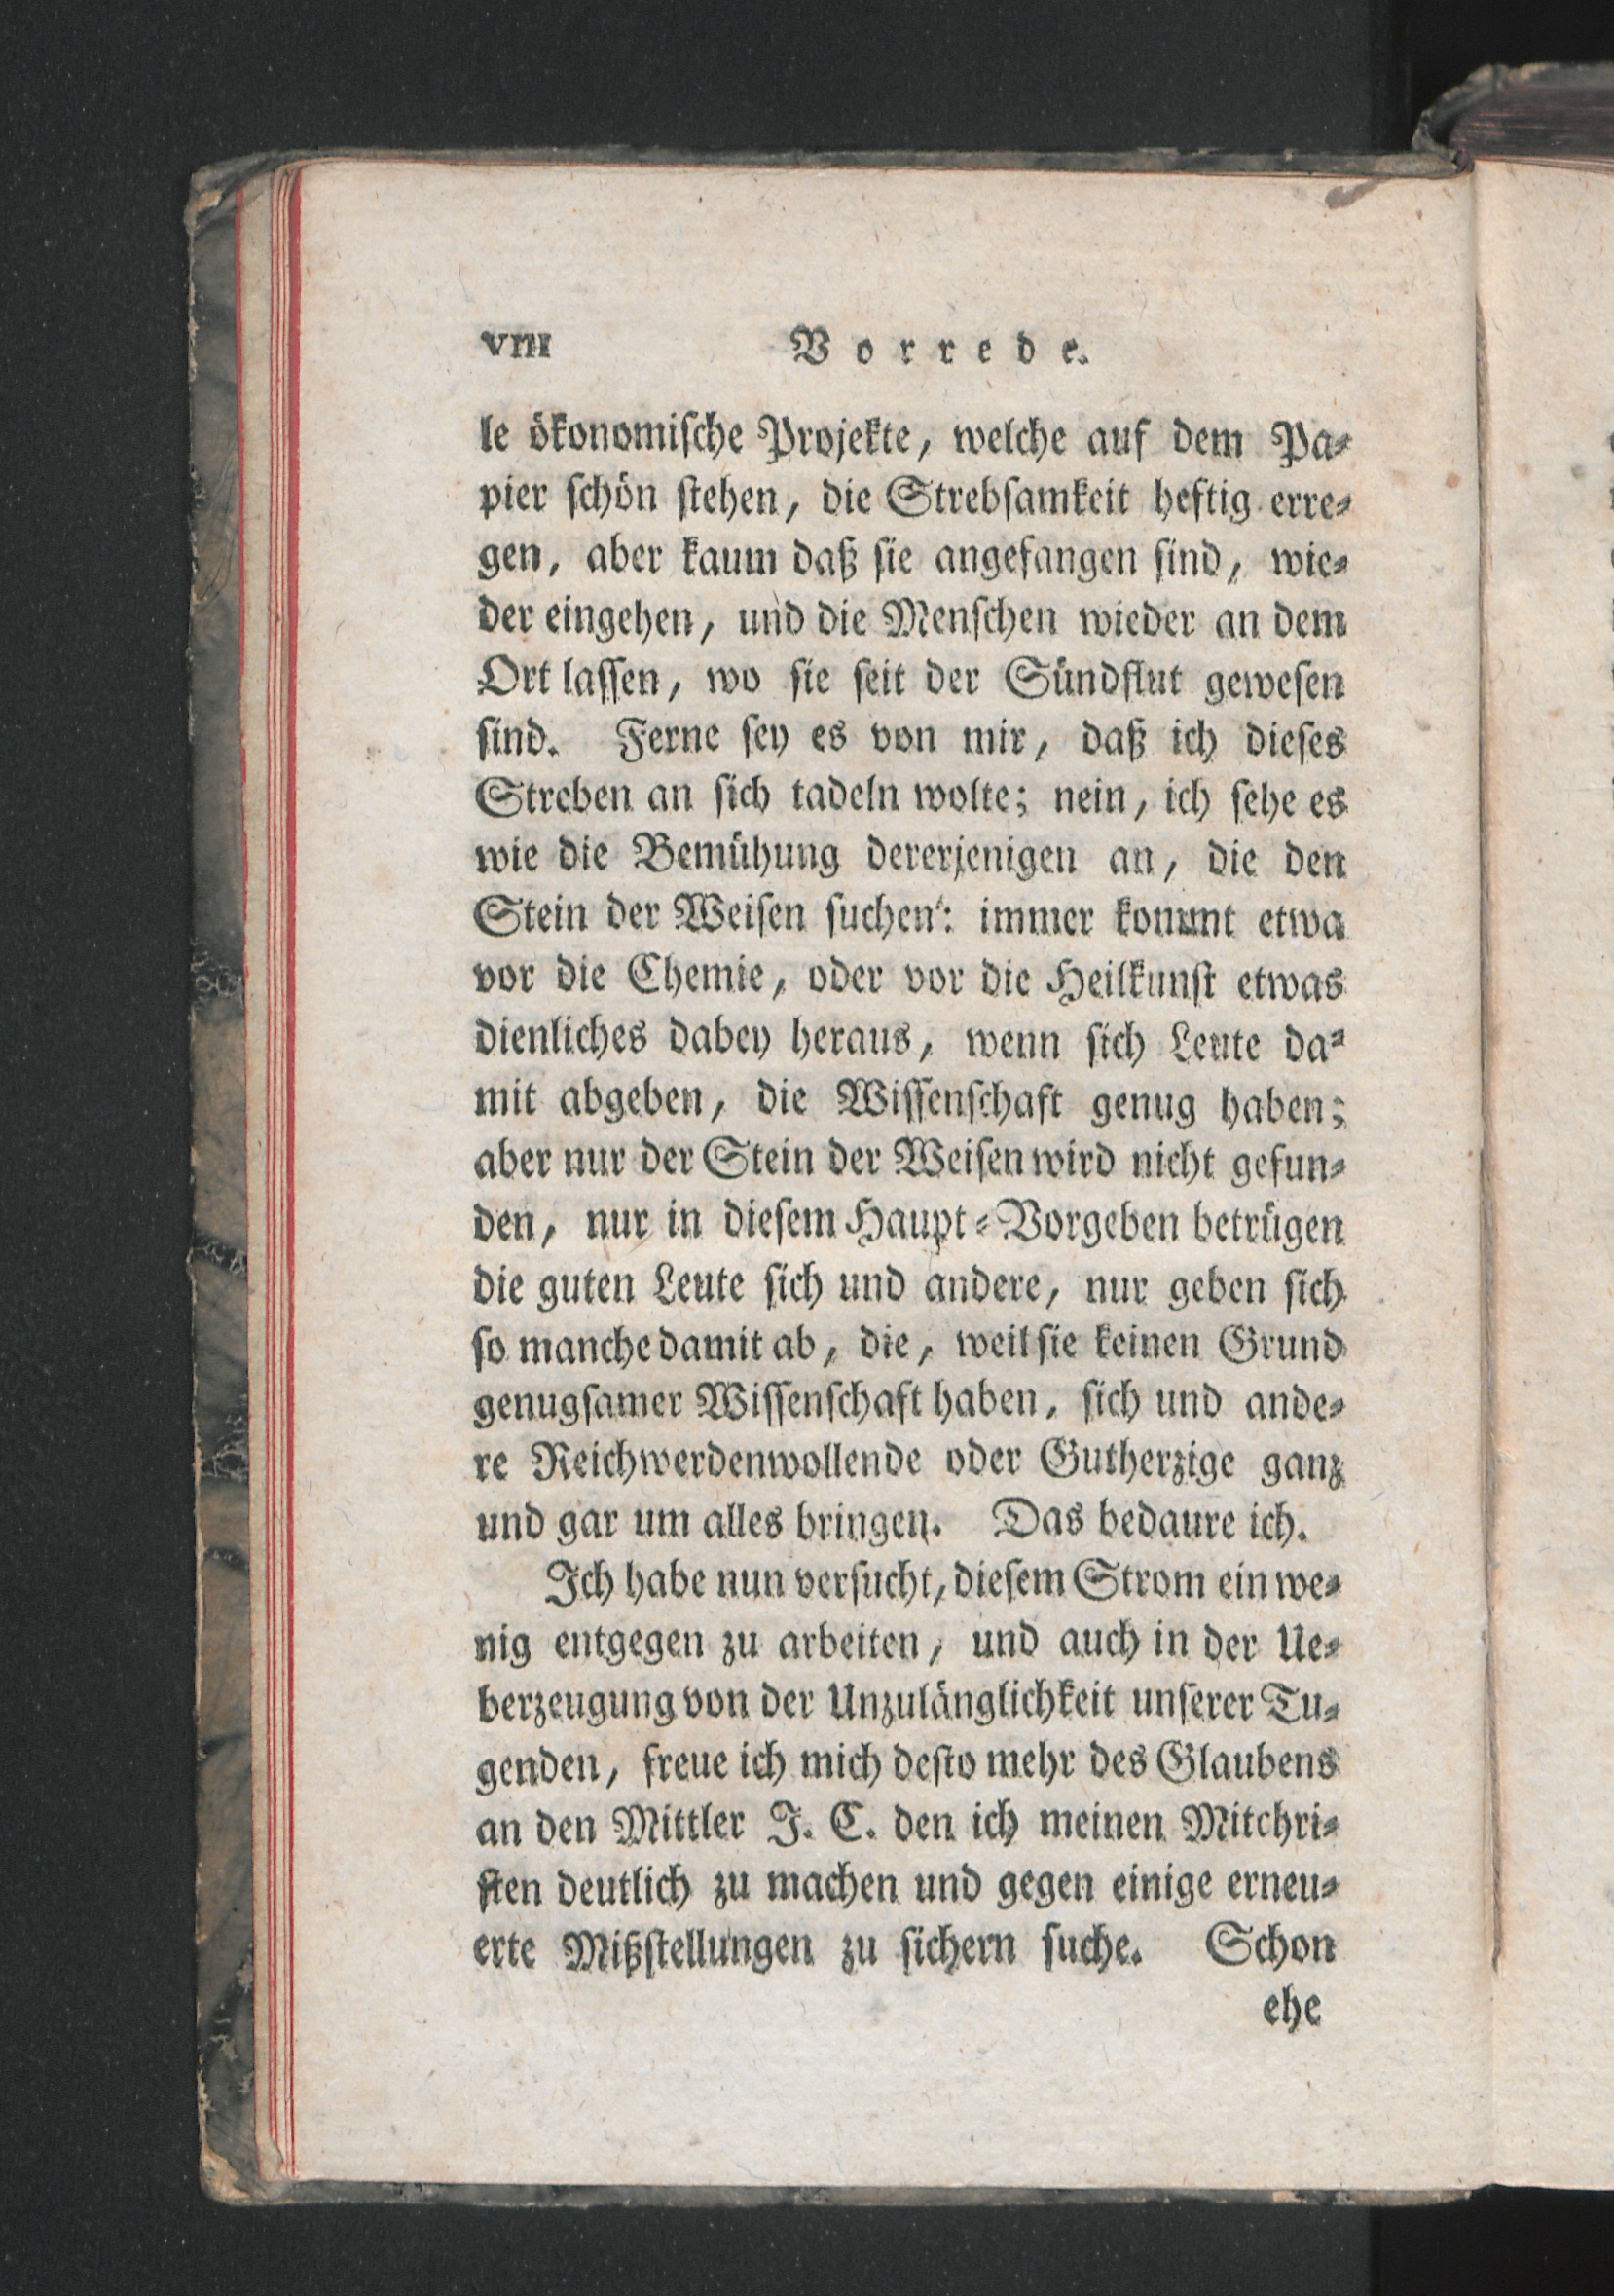 VIII Vorrede.
le ökonomische Projekte, welche auf dem Pa-
pier schön stehen, die Strebsamkeit heftig erre-
gen, aber kaum daß sie angefangen sind, wie-
der eingehen, und die Menschen wieder an dem
Ort lassen, wo sie seit der Sündflut gewesen
sind. Ferne sey es von mir, daß ich dieses
Streben an sich tadeln wolte; nein, ich sehe es
wie die Bemühung dererjenigen an, die den
Stein der Weisen suchen: immer kommt etwa
vor die Chemie, oder vor die Heilkunst etwas
dienliches dabey heraus, wenn sich Leute da-
mit abgeben, die Wissenschaft genug haben;
aber nur der Stein der Weisen wird nicht gefun-
den, nur in diesem Haupt-Vorgeben betrügen
die guten Leute sich und andere, nur geben sich
so manche damit ab, die, weil sie keinen Grund
genugsamer Wissenschaft haben, sich und ande-
re Reichwerdenwollende oder Gutherzige ganz
und gar um alles bringen. Das bedaure ich.
Ich habe nun versucht, diesem Strom ein we-
nig entgegen zu arbeiten, und auch in der Ue-
berzeugung von der Unzulänglichkeit unserer Tu-
genden, freue ich mich desto mehr des Glaubens
an den Mittler J. C. den ich meinen Mitchri-
sten deutlich zu machen und gegen einige erneu-
erte Mißstellungen zu sichern suche. Schon
ehe